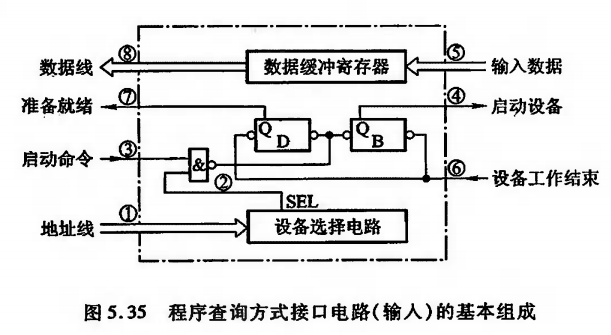 数据线 ⑧ 数据缓冲寄存器 ⑤ 输入数据
准备就绪 ⑦ Q D Q B ④ 启动设备
启动命令 ③ & ② ⑥ 设备工作结束
SEL
地址线 ① 设备选择电路
图 5.35 程序查询方式接口电路(输人)的基本组成